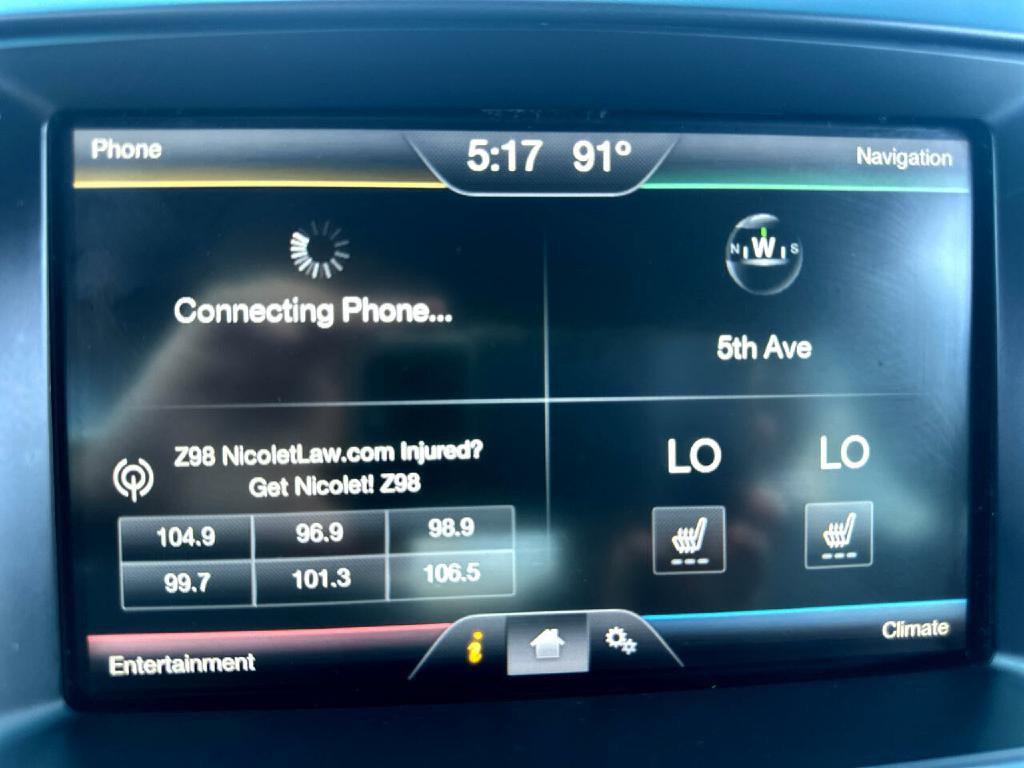 Phone
5:17 91°
Navigation
Connecting Phone...
N W S
5th Ave
Z98 NicoletLaw.com Injured?
Get Nicolet! Z98
104.9 96.9 98.9
99.7 101.3 106.5
LO LO
Entertainment
i
Climate